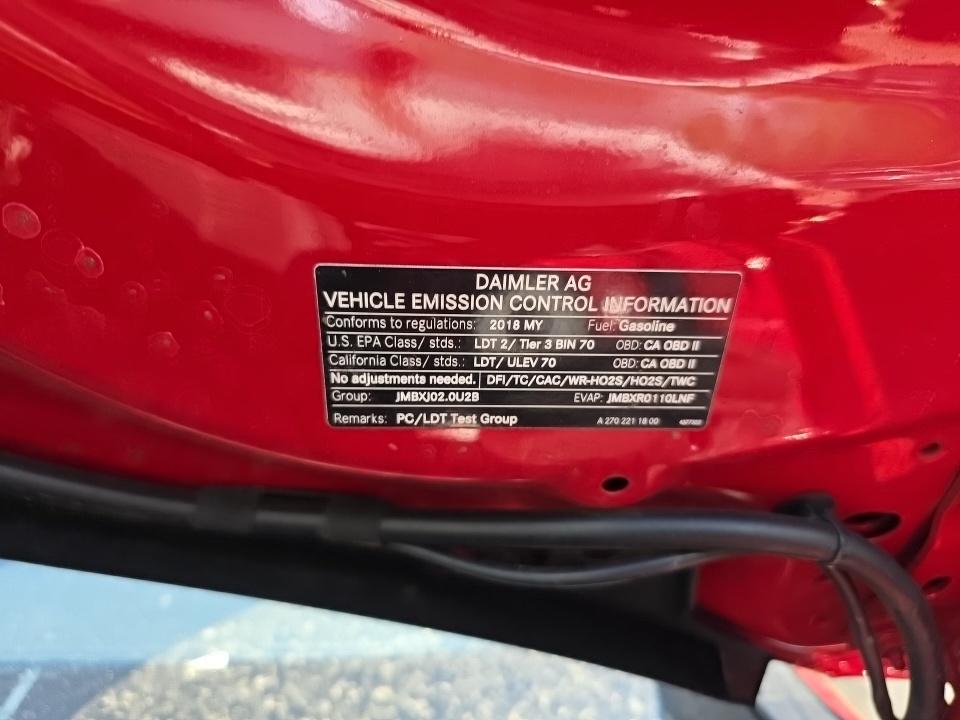 DAIMLER AG
VEHICLE EMISSION CONTROL INFORMATION
Conforms to regulations: 2018 MY Fuel: Gasoline
U.S. EPA Class/ stds.: LDT 2/ Tier 3 BIN 70 OBD: CA OBD II
California Class/ stds.: LDT/ ULEV 70 OBD: CA OBD II
No adjustments needed. DFI/TC/CAC/WR-HO2S/HO2S/TWC
Group: JMBXJ02.0U2B EVAP: JMBXR0110LNF
Remarks: PC/LDT Test Group A 270 221 18 00